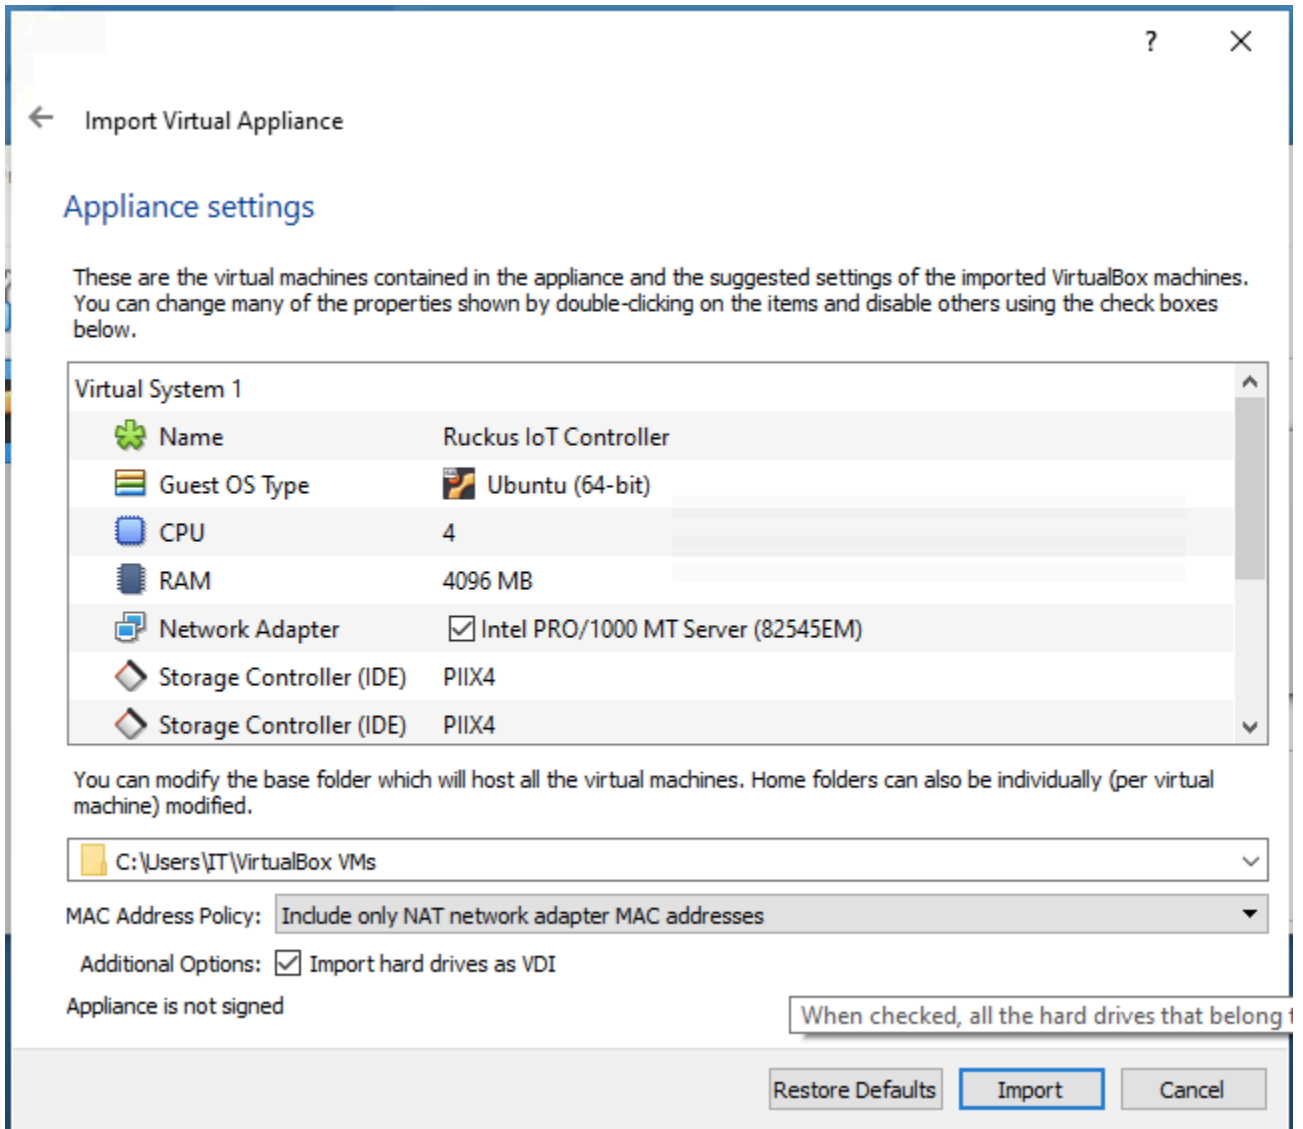 ?
Import Virtual Appliance
Appliance settings
These are the virtual machines contained in the appliance and the suggested settings of the imported VirtualBox machines.
You can change many of the properties shown by double-clicking on the items and disable others using the check boxes
below.
Virtual System 1
Name Ruckus IoT Controller
Guest OS Type Ubuntu (64-bit)
CPU 4
RAM 4096 MB
Network Adapter Intel PRO/1000 MT Server (82545EM)
Storage Controller (IDE) PIIX4
Storage Controller (IDE) PIIX4
You can modify the base folder which will host all the virtual machines. Home folders can also be individually (per virtual
machine) modified.
C:\Users\IT\VirtualBox VMs
MAC Address Policy: Include only NAT network adapter MAC addresses
Additional Options: Import hard drives as VDI
Appliance is not signed
When checked, all the hard drives that belong
Restore Defaults Import Cancel